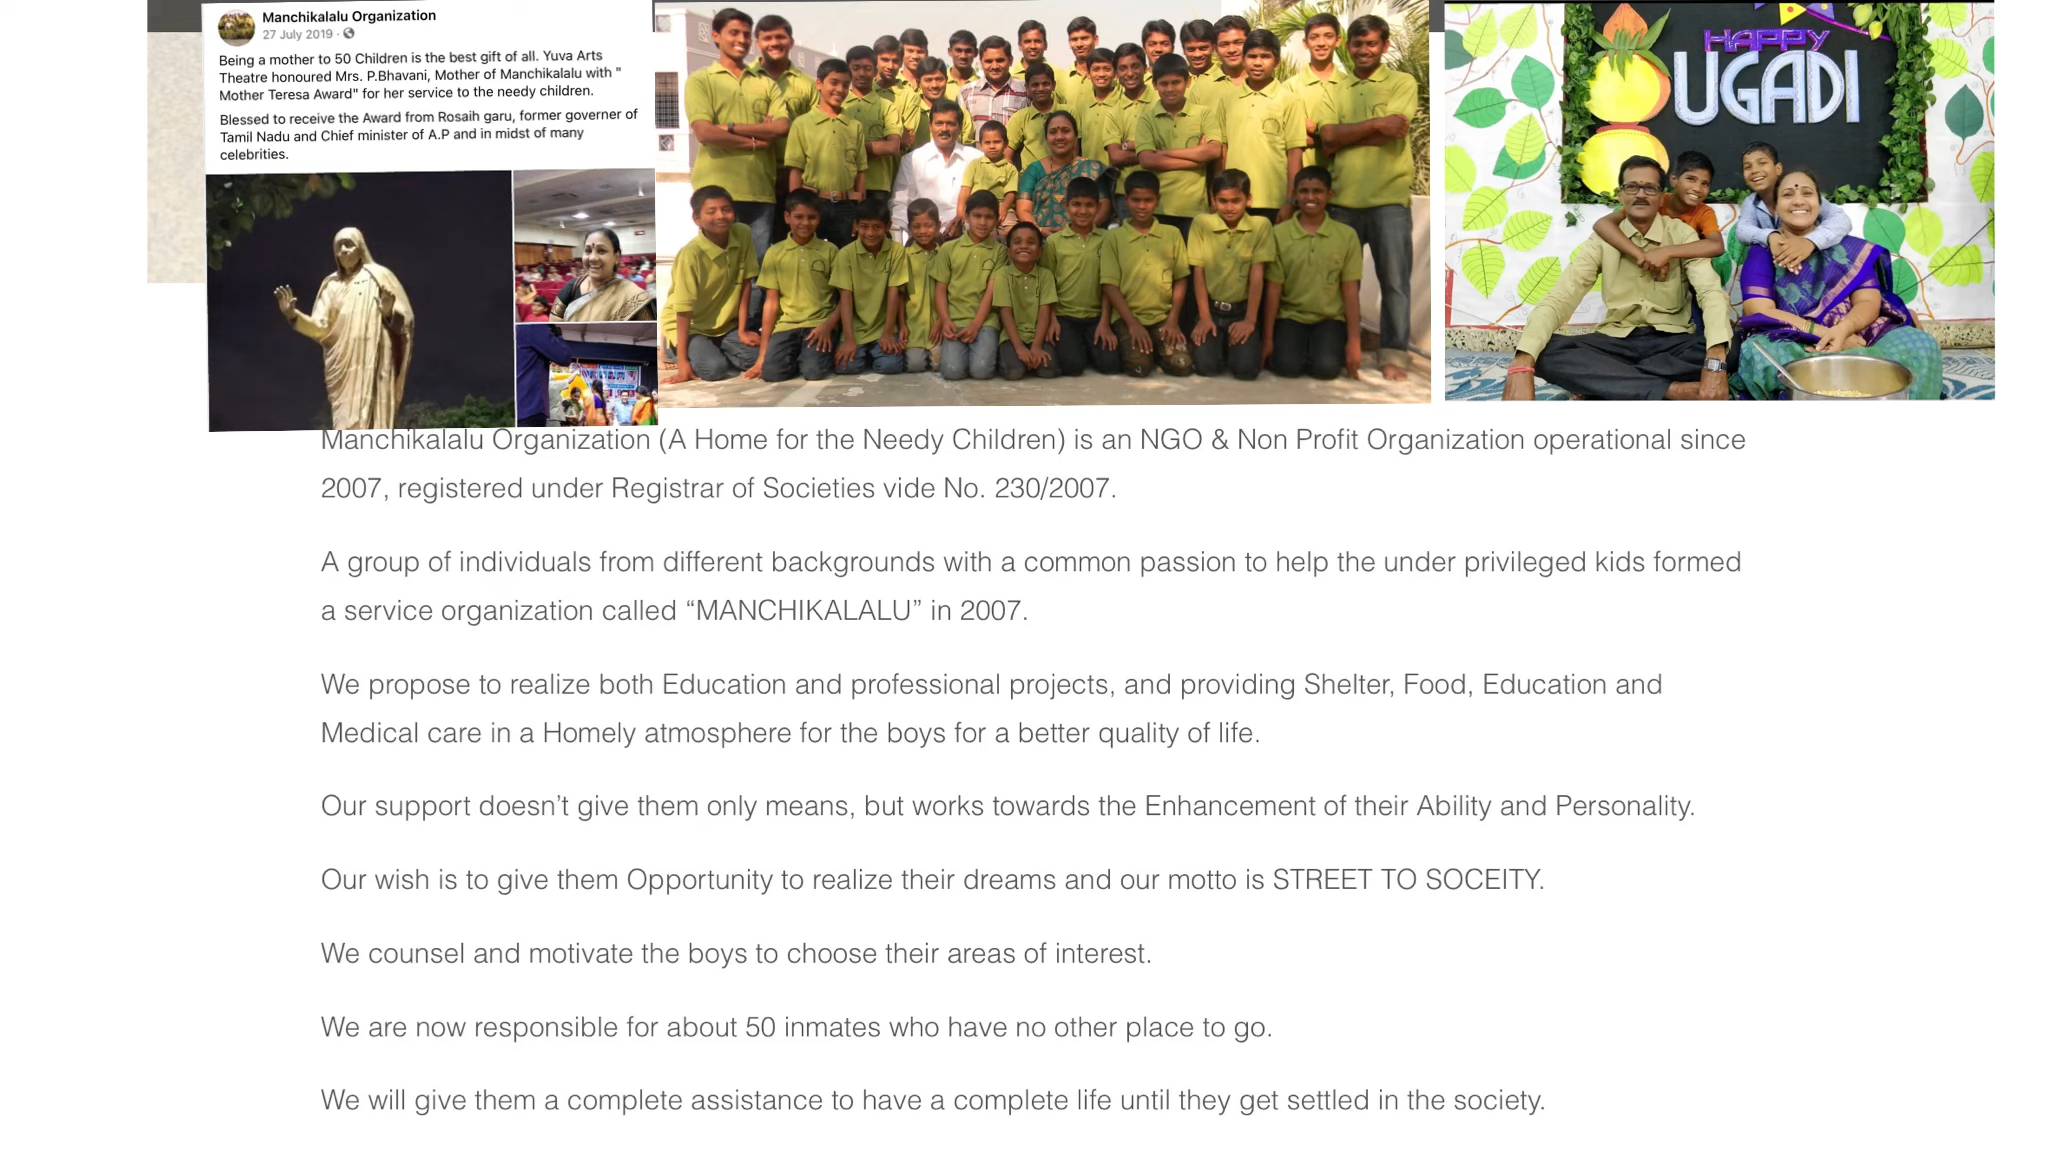 Manchikalalu Organization
27 July 2019 ·
Being a mother to 50 Children is the best gift of all. Yuva Arts
Theatre honoured Mrs. P.Bhavani, Mother of Manchikalalu with "
Mother Teresa Award" for her service to the needy children.
Blessed to receive the Award from Rosaih garu, former governor of
Tamil Nadu and Chief minister of A.P and in midst of many
celebrities.
HAPPY
UGADI
Manchikalalu Organization (A Home for the Needy Children) is an NGO & Non Profit Organization operational since
2007, registered under Registrar of Societies vide No. 230/2007.
A group of individuals from different backgrounds with a common passion to help the under privileged kids formed
a service organization called “MANCHIKALALU” in 2007.
We propose to realize both Education and professional projects, and providing Shelter, Food, Education and
Medical care in a Homely atmosphere for the boys for a better quality of life.
Our support doesn’t give them only means, but works towards the Enhancement of their Ability and Personality.
Our wish is to give them Opportunity to realize their dreams and our motto is STREET TO SOCEITY.
We counsel and motivate the boys to choose their areas of interest.
We are now responsible for about 50 inmates who have no other place to go.
We will give them a complete assistance to have a complete life until they get settled in the society.